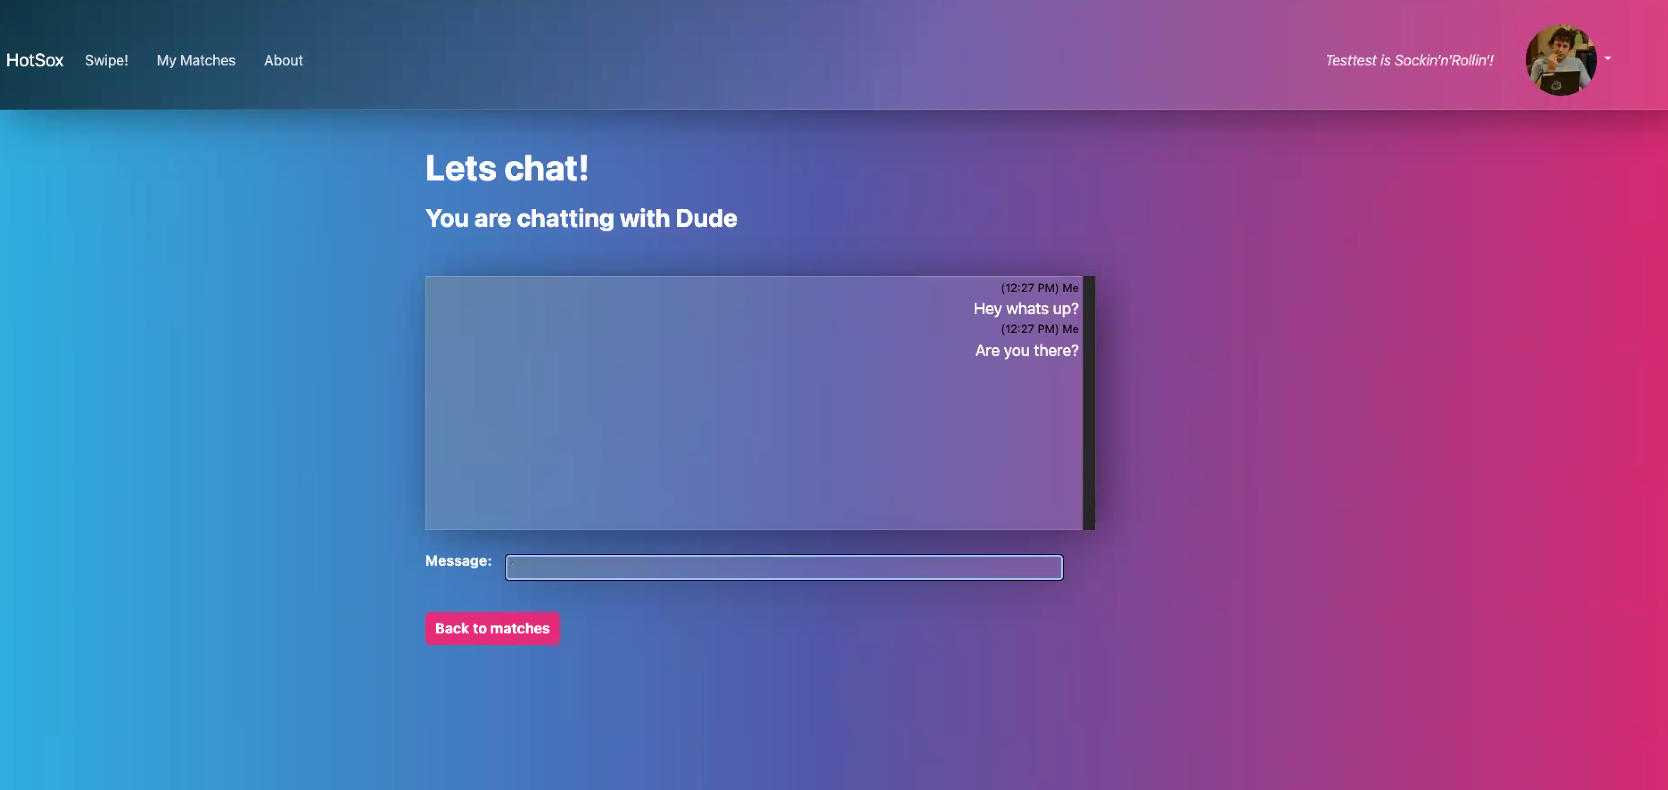 HotSox Swipe! My Matches About Testtest is Sockin'n'Rollin'!
Lets chat!
You are chatting with Dude
(12:27 PM) Me
Hey whats up?
(12:27 PM) Me
Are you there?
Message:
Back to matches